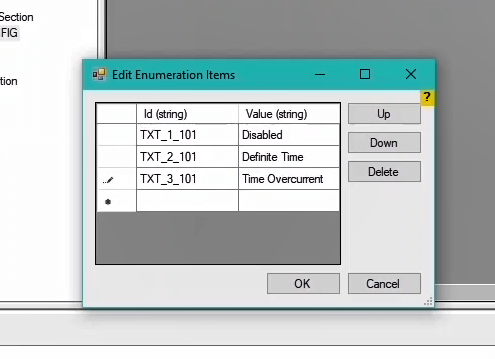 Section
FIG
tion
Edit Enumeration Items
?
Id (string) Value (string)
TXT_1_101 Disabled
TXT_2_101 Definite Time
TXT_3_101 Time Overcurrent
Up
Down
Delete
OK Cancel